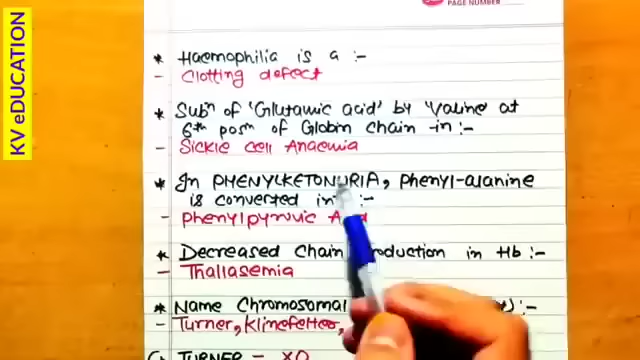 PAGE NUMBER
KV eDUCATION
* Haemophilia is a :-
- Clotting defect
* Subn of 'Glutamic acid' by 'Valine' at
6th posn of Globin chain in :-
- Sickle cell Anaemia
* In PHENYLKETONURIA, Phenyl-alanine
is converted in :-
- Phenylpyruvic Acid
* Decreased Chain Production in Hb :-
- Thallasemia
* Name Chromosomal :-
- Turner, Klinefelter,
TURNER - XO